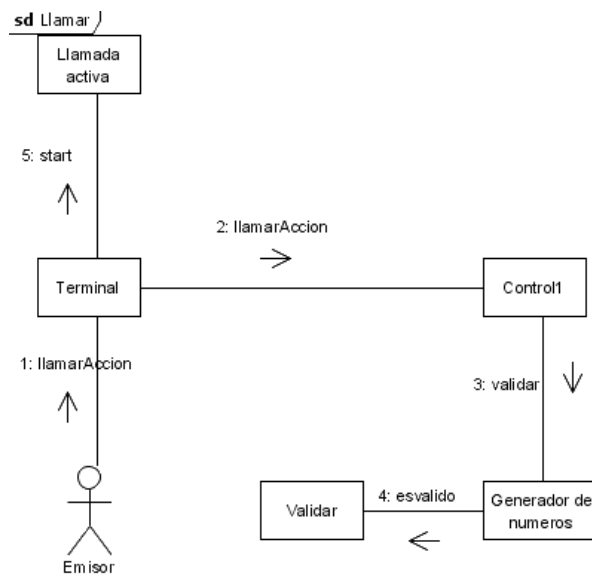 sd Llamar
Llamada
activa
5: start
2: llamarAccion
Terminal
Control1
1: llamarAccion
3: validar
Validar
4: esvalido
Generador de
numeros
Emisor